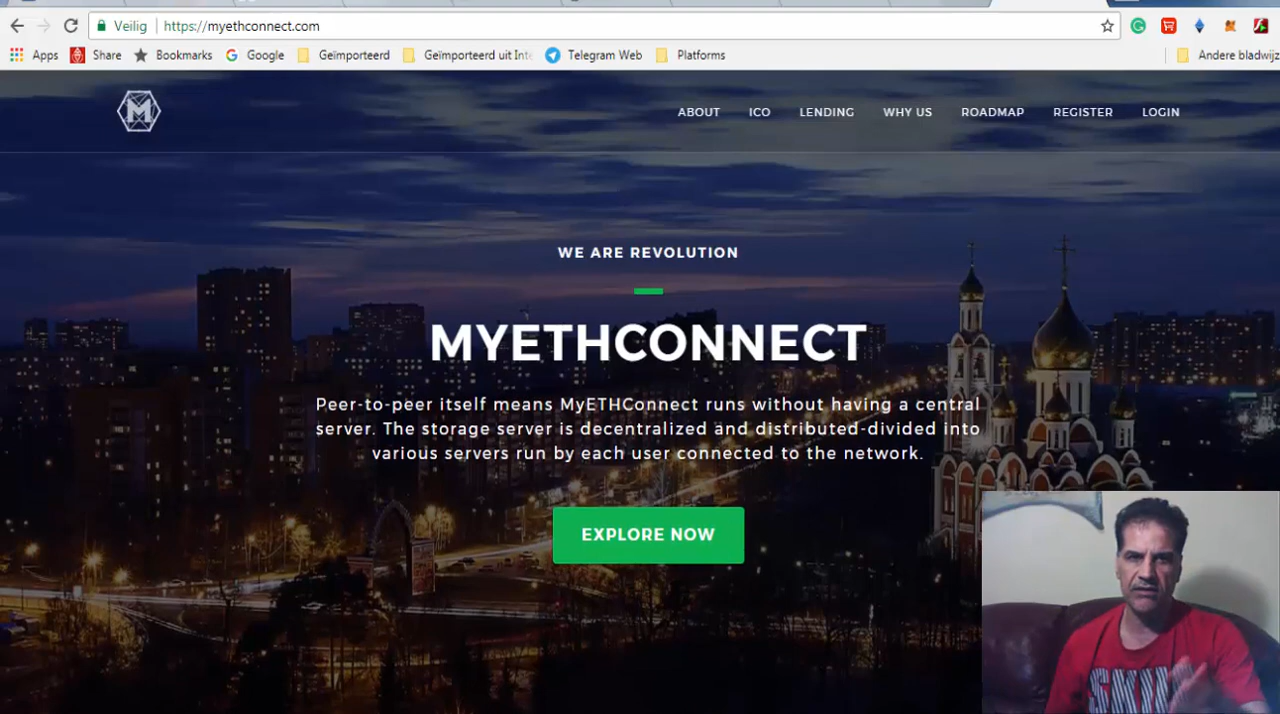 Veilig | https://myethconnect.com
Apps Share Bookmarks Google Geïmporteerd Geïmporteerd uit Inte Telegram Web Platforms Andere bladwijz
M
ABOUT ICO LENDING WHY US ROADMAP REGISTER LOGIN
WE ARE REVOLUTION
MYETHCONNECT
Peer-to-peer itself means MyETHConnect runs without having a central
server. The storage server is decentralized and distributed-divided into
various servers run by each user connected to the network.
EXPLORE NOW